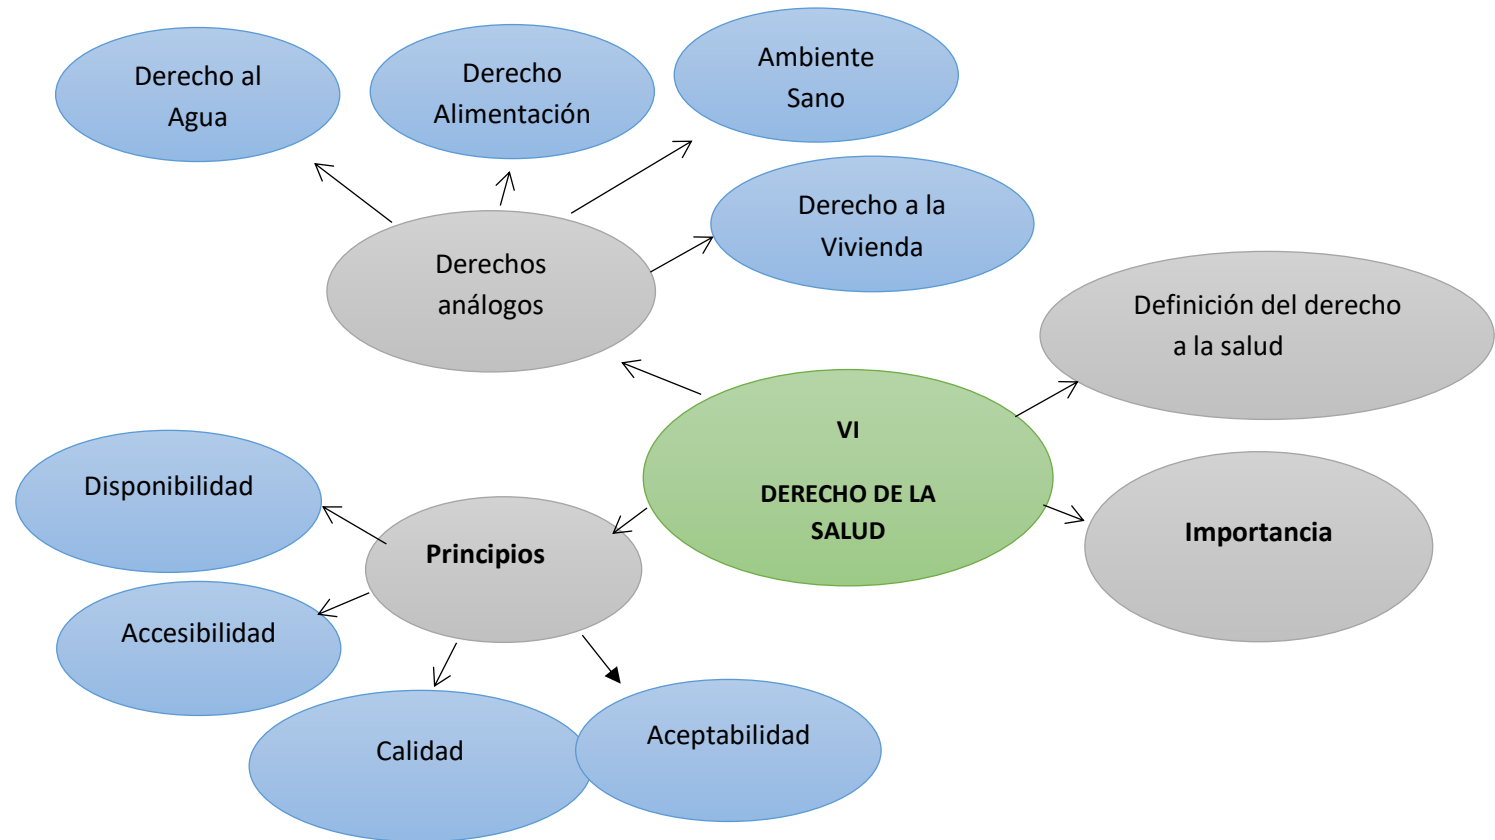 Derecho al
Agua
Derecho
Alimentación
Ambiente
Sano
Derecho a la
Vivienda
Derechos
análogos
Definición del derecho
a la salud
VI
DERECHO DE LA
SALUD
Importancia
Disponibilidad
Principios
Accesibilidad
Calidad
Aceptabilidad